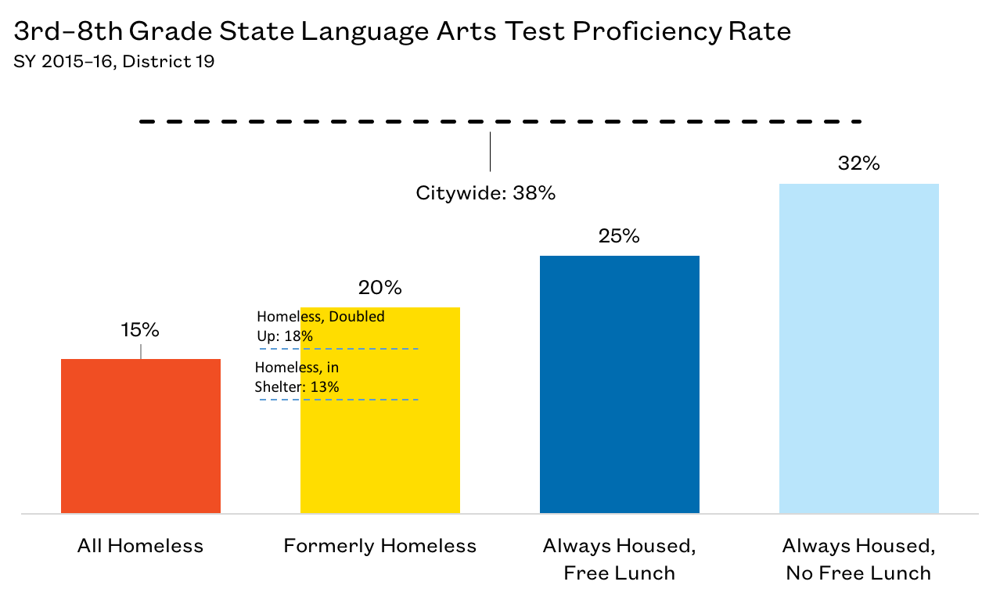 3rd–8th Grade State Language Arts Test Proficiency Rate
SY 2015–16, District 19
Citywide: 38%
32%
25%
20%
15%
Homeless, Doubled
Up: 18%
Homeless, in
Shelter: 13%
All Homeless
Formerly Homeless
Always Housed,
Free Lunch
Always Housed,
No Free Lunch